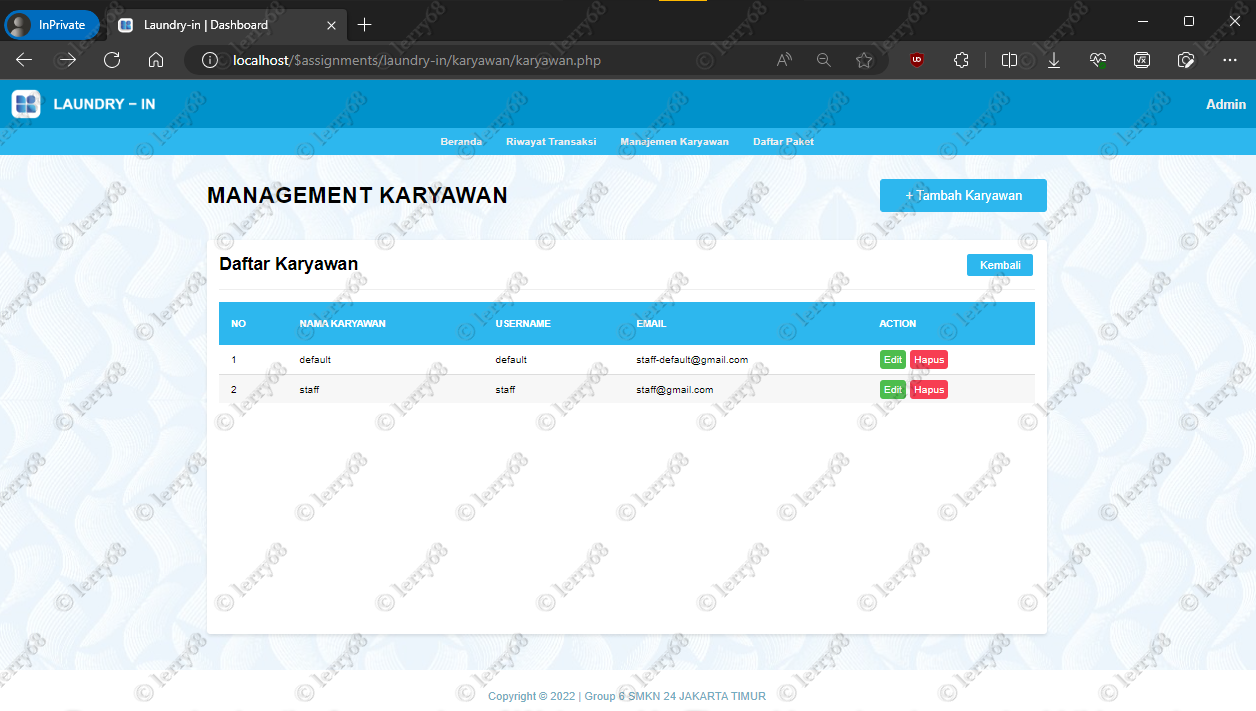 InPrivate
Laundry-in | Dashboard
localhost/$assignments/laundry-in/karyawan/karyawan.php
LAUNDRY – IN
Admin
Beranda Riwayat Transaksi Manajemen Karyawan Daftar Paket
MANAGEMENT KARYAWAN
+ Tambah Karyawan
Daftar Karyawan
Kembali
NO NAMA KARYAWAN USERNAME EMAIL ACTION
1 default default staff-default@gmail.com Edit Hapus
2 staff staff staff@gmail.com Edit Hapus
Copyright © 2022 | Group 6 SMKN 24 JAKARTA TIMUR
© lerry68